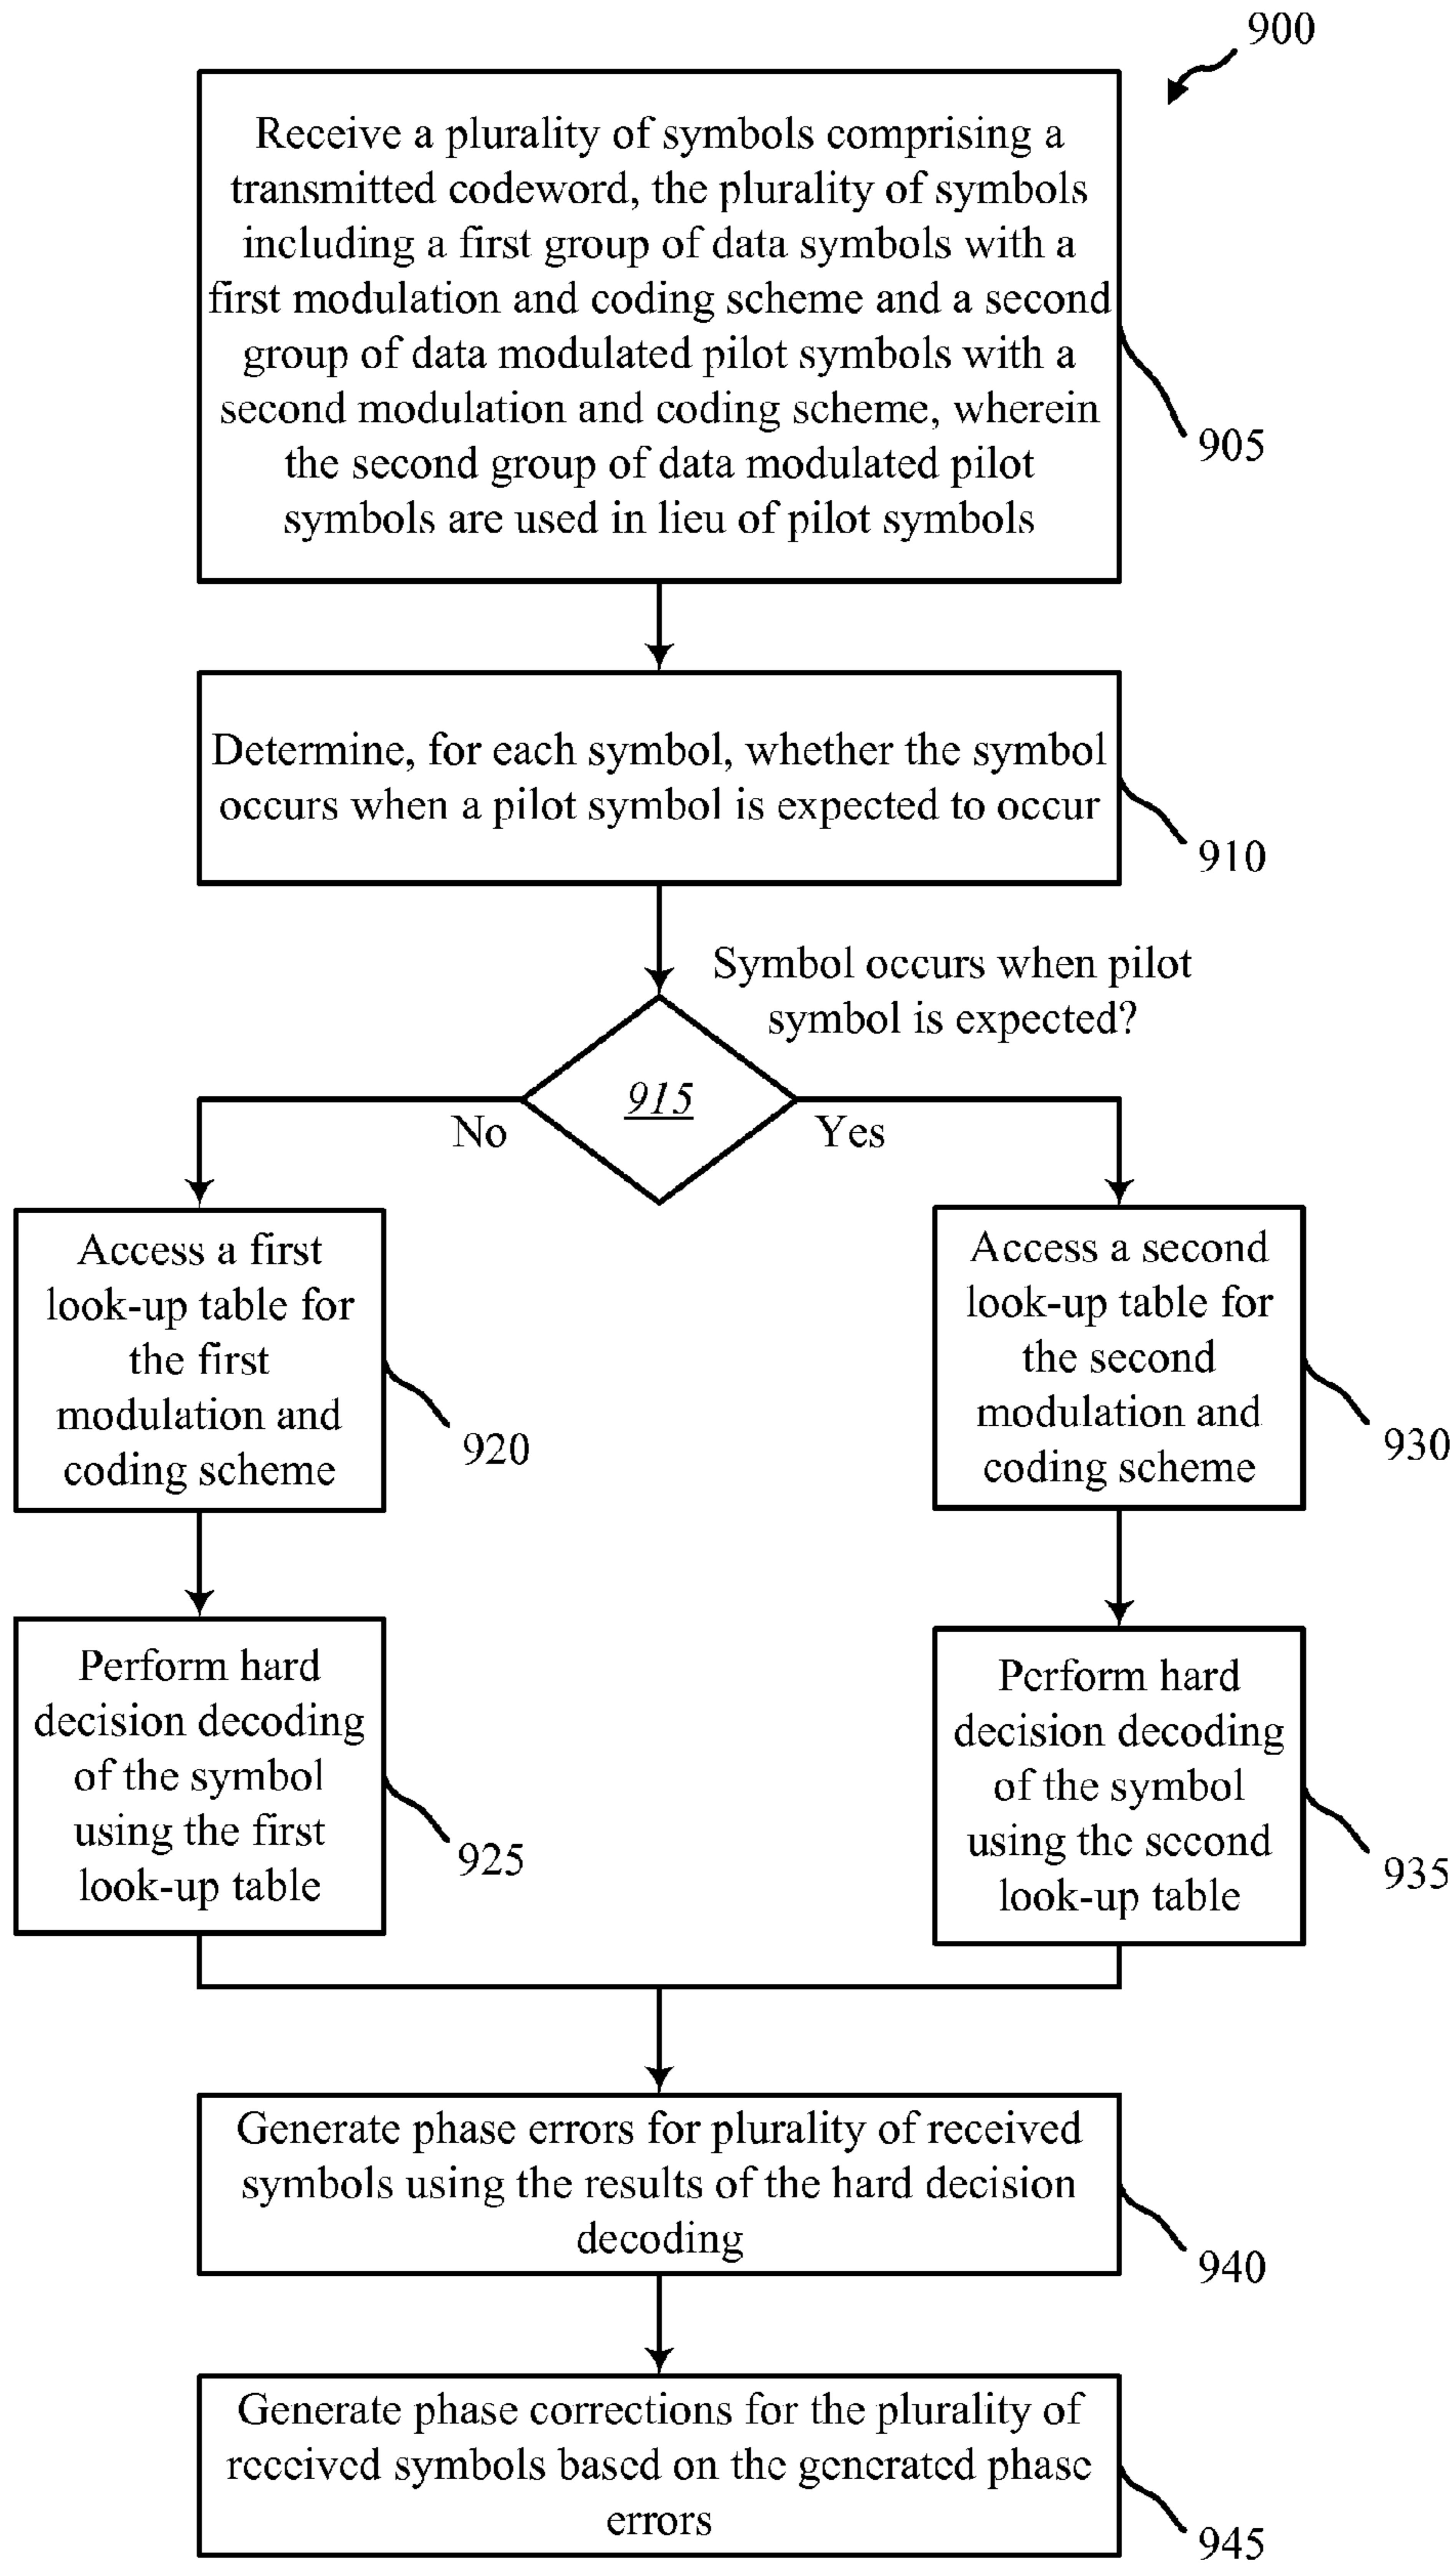 900
Receive a plurality of symbols comprising a
transmitted codeword, the plurality of symbols
including a first group of data symbols with a
first modulation and coding scheme and a second
group of data modulated pilot symbols with a
second modulation and coding scheme, wherein
the second group of data modulated pilot
symbols are used in lieu of pilot symbols
905
Determine, for each symbol, whether the symbol
occurs when a pilot symbol is expected to occur
910
Symbol occurs when pilot
symbol is expected?
915
No
Yes
Access a first
look-up table for
the first
modulation and
coding scheme
920
Access a second
look-up table for
the second
modulation and
coding scheme
930
Perform hard
decision decoding
of the symbol
using the first
look-up table
925
Perform hard
decision decoding
of the symbol
using the second
look-up table
935
Generate phase errors for plurality of received
symbols using the results of the hard decision
decoding
940
Generate phase corrections for the plurality of
received symbols based on the generated phase
errors
945